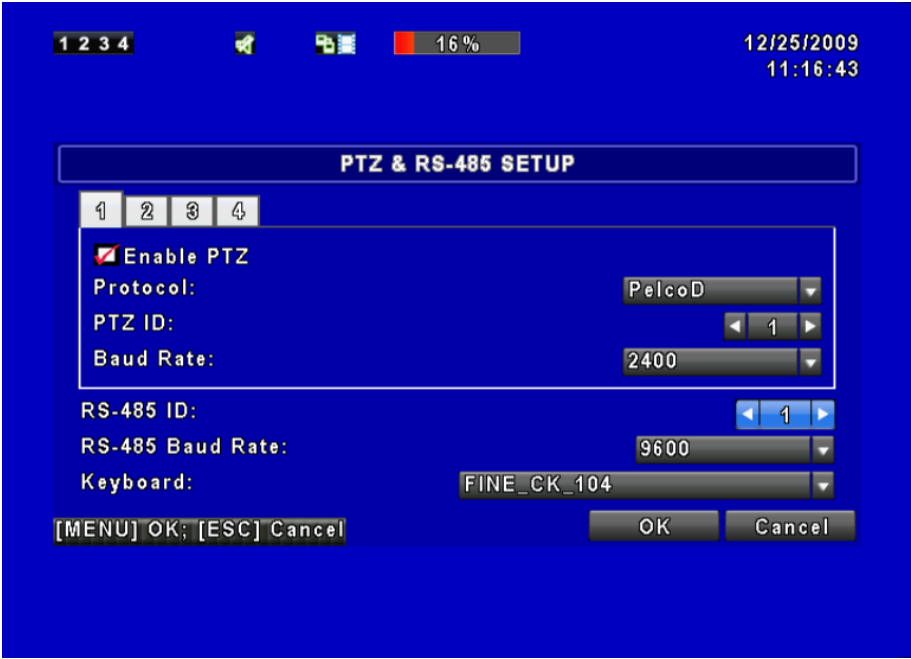 1 2 3 4 16% 12/25/2009
11:16:43
PTZ & RS-485 SETUP
1 2 3 4
Enable PTZ
Protocol: PelcoD
PTZ ID: 1
Baud Rate: 2400
RS-485 ID: 1
RS-485 Baud Rate: 9600
Keyboard: FINE_CK_104
[MENU] OK; [ESC] Cancel OK Cancel